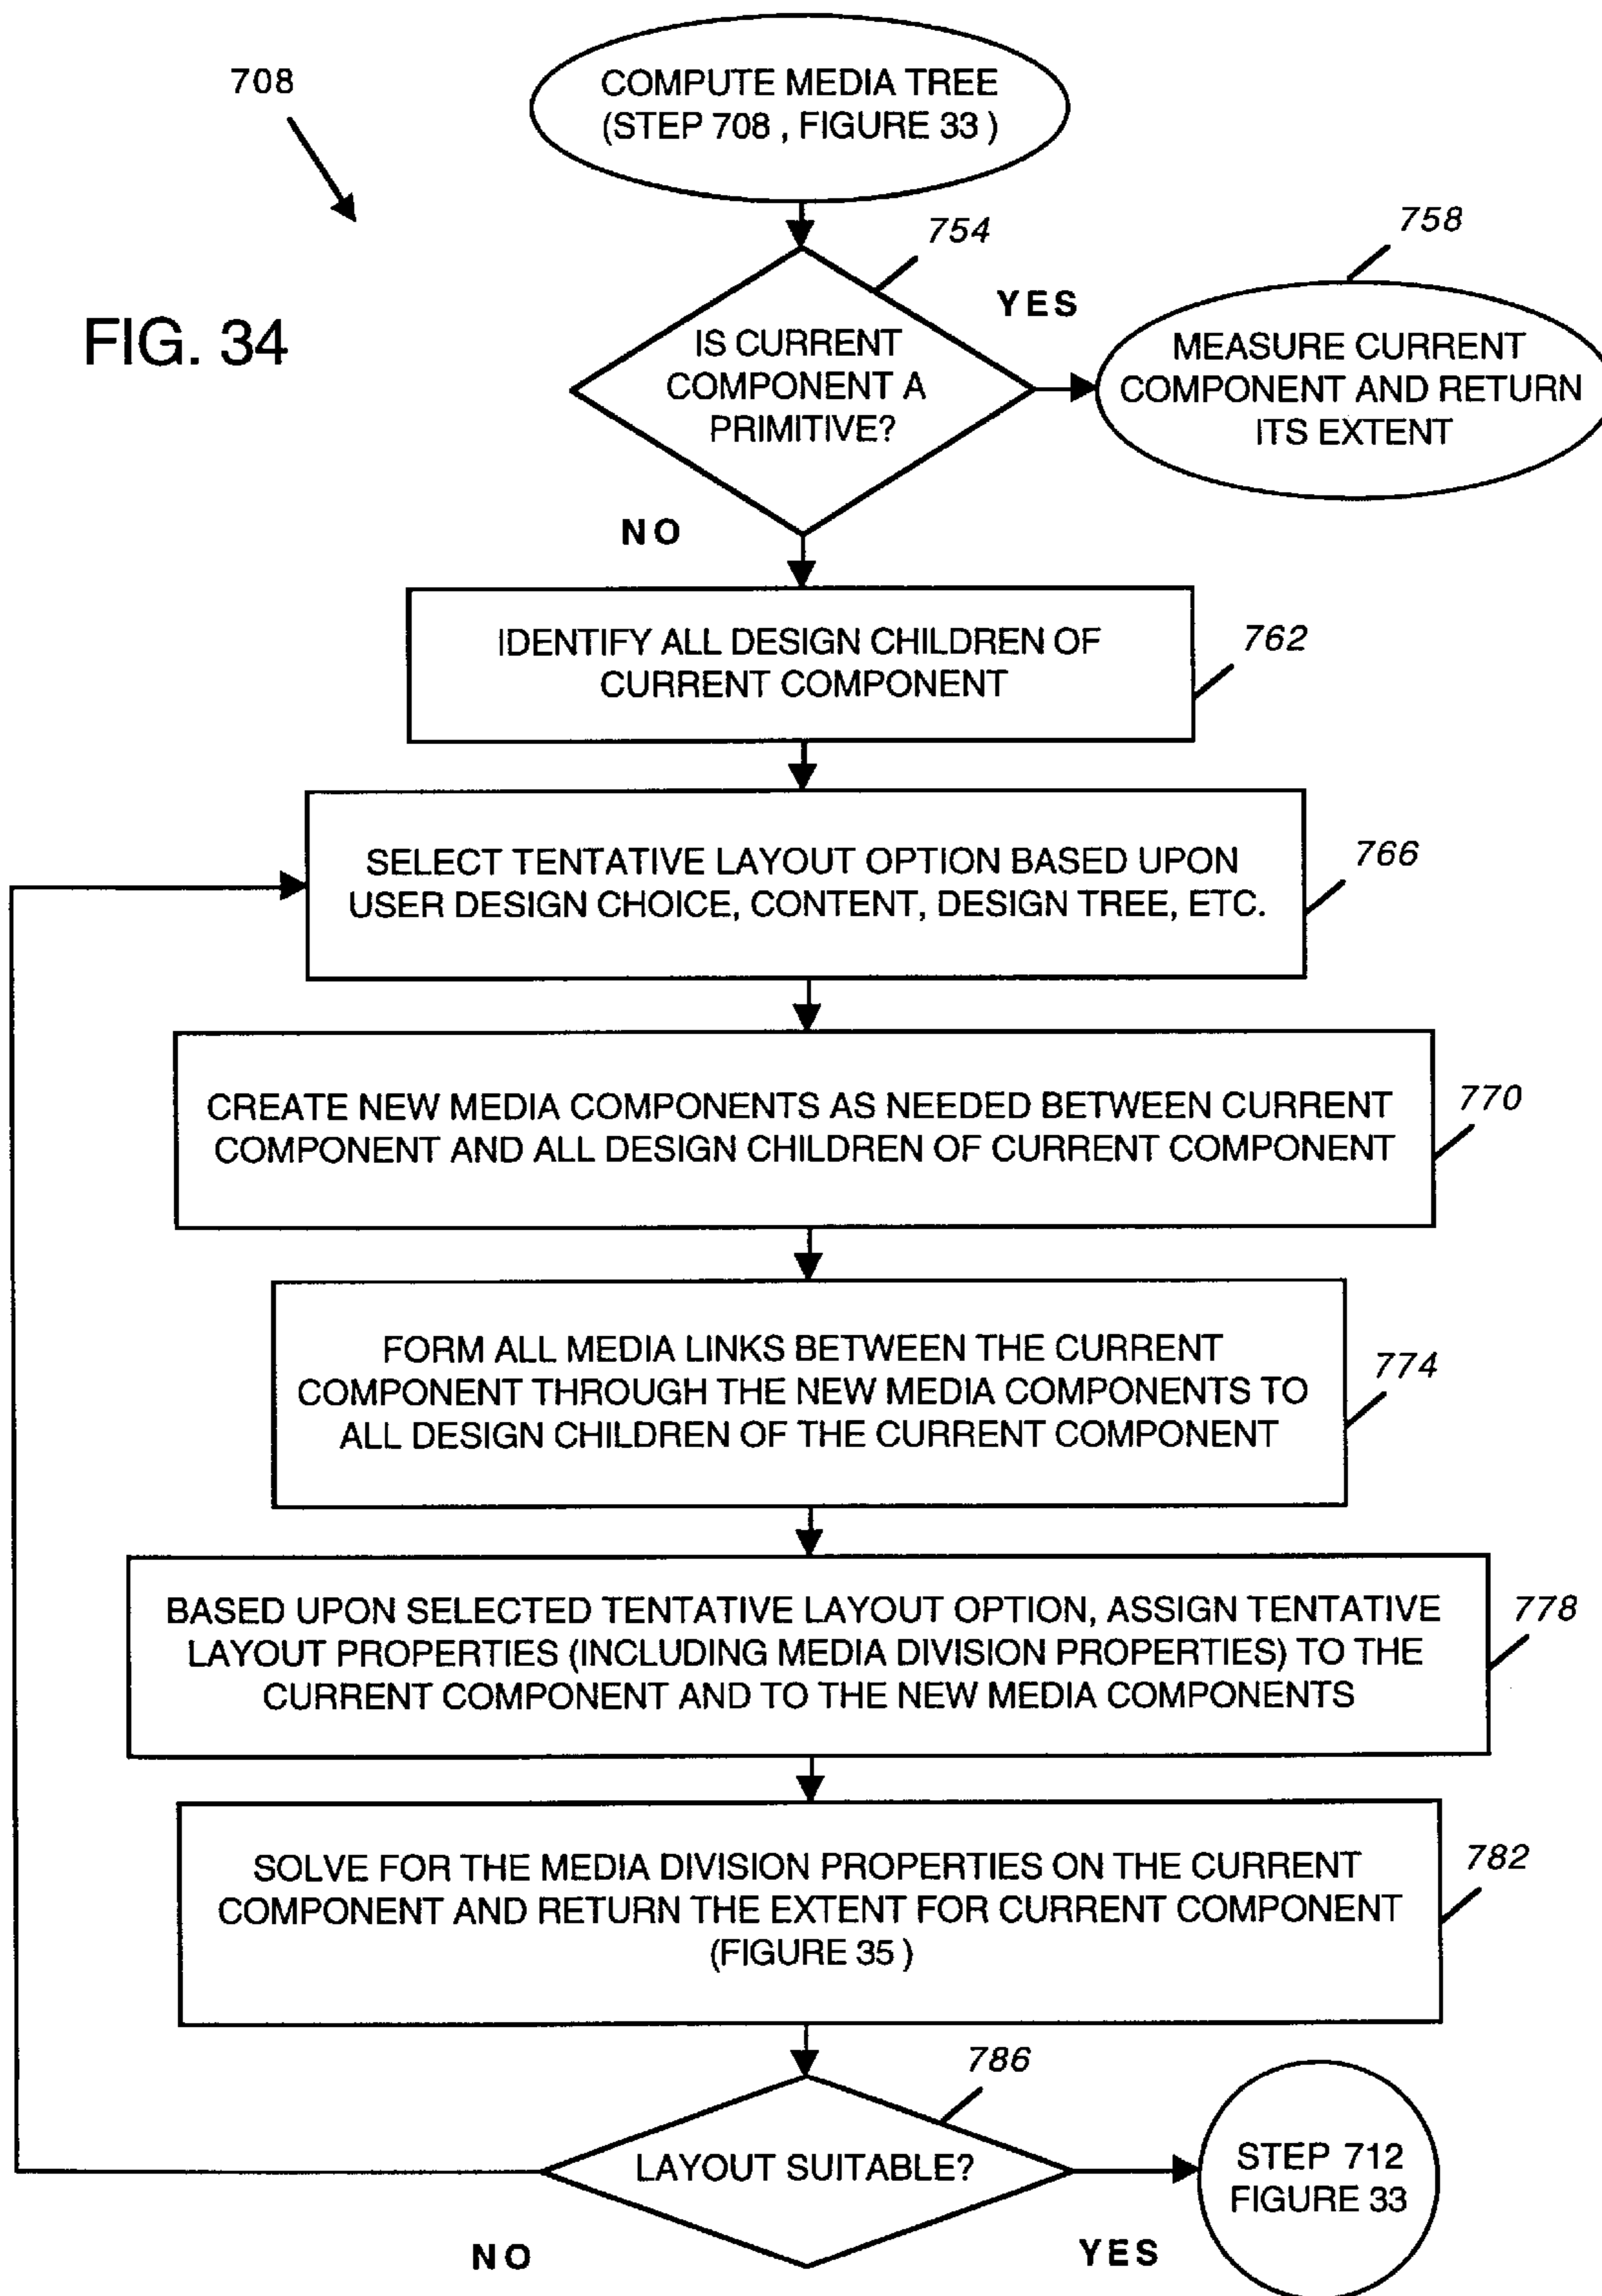 708
COMPUTE MEDIA TREE
(STEP 708 , FIGURE 33 )
754
758
FIG. 34
YES
IS CURRENT
COMPONENT A
PRIMITIVE?
MEASURE CURRENT
COMPONENT AND RETURN
ITS EXTENT
NO
IDENTIFY ALL DESIGN CHILDREN OF
CURRENT COMPONENT
762
SELECT TENTATIVE LAYOUT OPTION BASED UPON
USER DESIGN CHOICE, CONTENT, DESIGN TREE, ETC.
766
CREATE NEW MEDIA COMPONENTS AS NEEDED BETWEEN CURRENT
COMPONENT AND ALL DESIGN CHILDREN OF CURRENT COMPONENT
770
FORM ALL MEDIA LINKS BETWEEN THE CURRENT
COMPONENT THROUGH THE NEW MEDIA COMPONENTS TO
ALL DESIGN CHILDREN OF THE CURRENT COMPONENT
774
BASED UPON SELECTED TENTATIVE LAYOUT OPTION, ASSIGN TENTATIVE
LAYOUT PROPERTIES (INCLUDING MEDIA DIVISION PROPERTIES) TO THE
CURRENT COMPONENT AND TO THE NEW MEDIA COMPONENTS
778
SOLVE FOR THE MEDIA DIVISION PROPERTIES ON THE CURRENT
COMPONENT AND RETURN THE EXTENT FOR CURRENT COMPONENT
(FIGURE 35 )
782
786
LAYOUT SUITABLE?
STEP 712
FIGURE 33
NO
YES